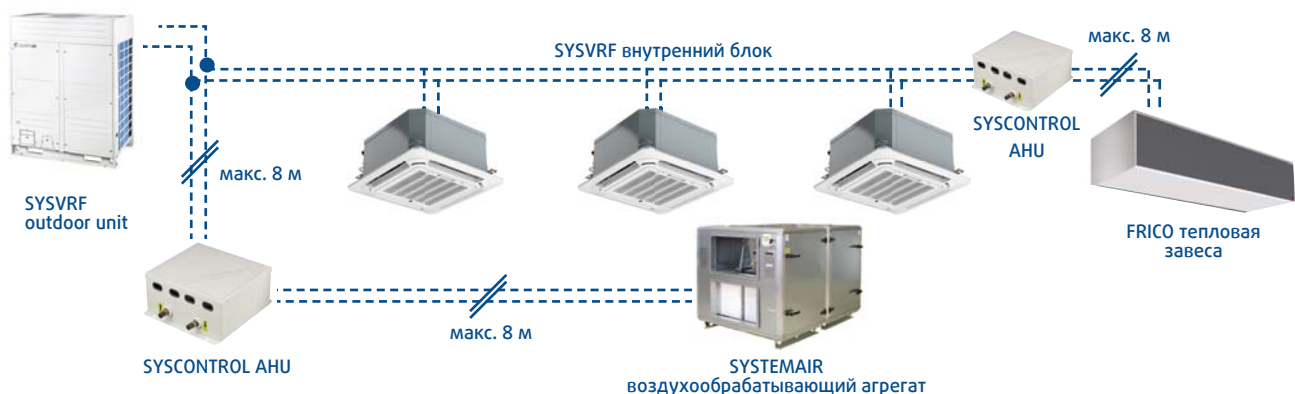 макс. 8 м
SYSVRF внутренний блок
SYSCONTROL
AHU
макс. 8 м
SYSVRF
outdoor unit
FRICO тепловая
завеса
макс. 8 м
SYSCONTROL AHU
SYSTEMAIR
воздухообрабатывающий агрегат